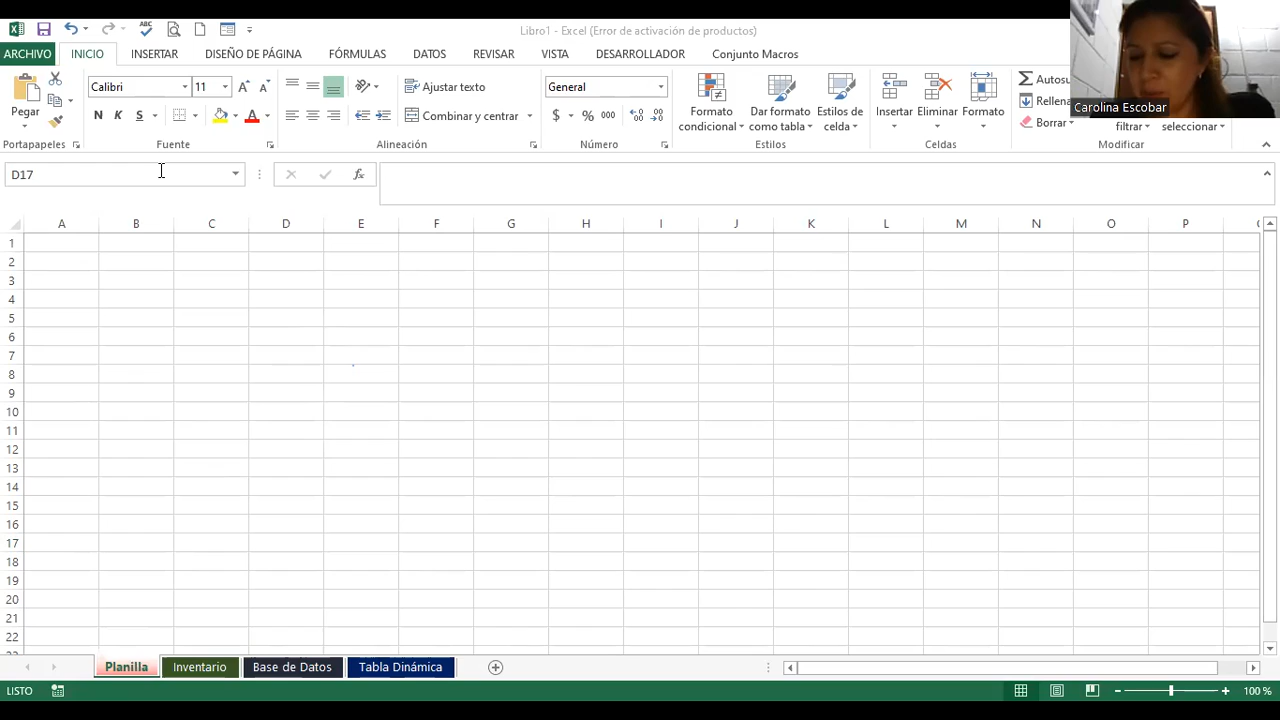 Libro1 - Excel (Error de activación de productos)
ARCHIVO INICIO INSERTAR DISEÑO DE PÁGINA FÓRMULAS DATOS REVISAR VISTA DESARROLLADOR Conjunto Macros
Pegar
Portapapeles
Calibri 11
N K S
Fuente
Ajustar texto
Combinar y centrar
Alineación
General
$ % 000
Número
Formato condicional
Dar formato como tabla
Estilos de celda
Estilos
Insertar Eliminar Formato
Celdas
Autosu
Rellena
Borrar
filtrar
seleccionar
Modificar
Carolina Escobar
D17
fx
A B C D E F G H I J K L M N O P
1
2
3
4
5
6
7
8
9
10
11
12
13
14
15
16
17
18
19
20
21
22
Planilla Inventario Base de Datos Tabla Dinámica
LISTO
100 %